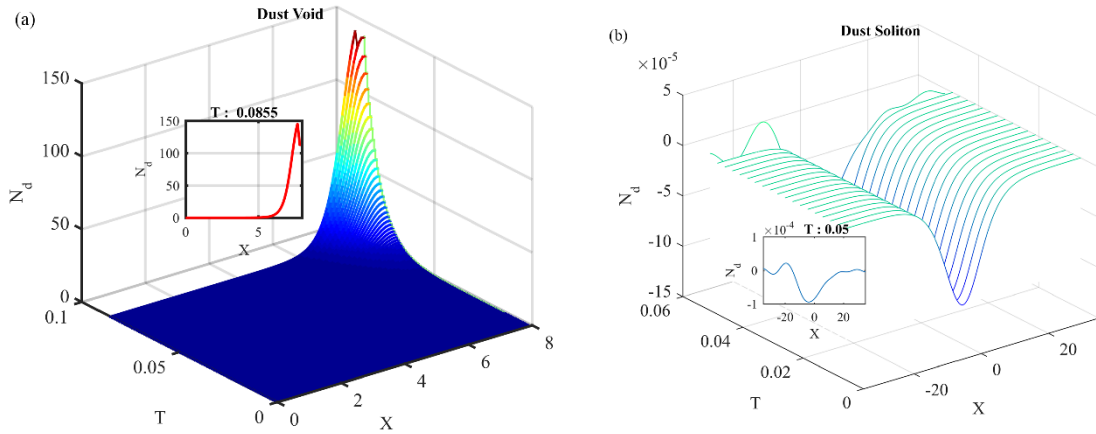 (a)
Dust Void
150
100
50
0
N_d
T : 0.0855
150
100
50
0
N_d
0
5
X
0.1
0.05
0
T
0
2
4
6
8
X
(b)
Dust Soliton
×10⁻⁵
5
0
-5
-10
-15
N_d
×10⁻⁴
T : 0.05
1
0
-1
N_d
-20
0
20
X
0.06
0.04
0.02
0
T
-20
0
20
X